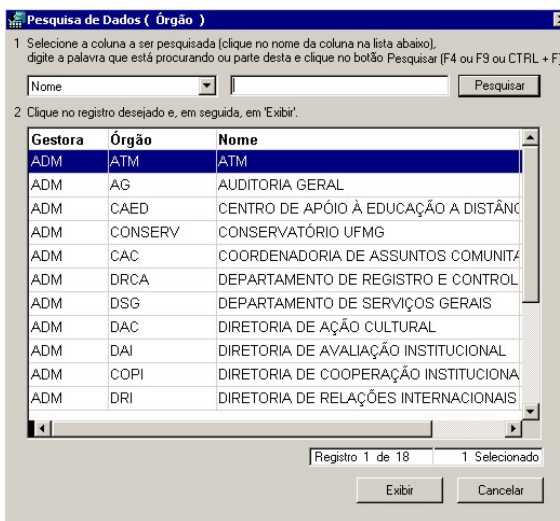 Pesquisa de Dados ( Órgão )
1 Selecione a coluna a ser pesquisada (clique no nome da coluna na lista abaixo),
digite a palavra que está procurando ou parte desta e clique no botão Pesquisar (F4 ou F9 ou CTRL + F)
Nome Pesquisar
2 Clique no registro desejado e, em seguida, em 'Exibir'.
Gestora Órgão Nome
ADM ATM ATM
ADM AG AUDITORIA GERAL
ADM CAED CENTRO DE APÓIO À EDUCAÇÃO A DISTÂNC
ADM CONSERV CONSERVATÓRIO UFMG
ADM CAC COORDENADORIA DE ASSUNTOS COMUNITÁ
ADM DRCA DEPARTAMENTO DE REGISTRO E CONTROL
ADM DSG DEPARTAMENTO DE SERVIÇOS GERAIS
ADM DAC DIRETORIA DE AÇÃO CULTURAL
ADM DAI DIRETORIA DE AVALIAÇÃO INSTITUCIONAL
ADM COPI DIRETORIA DE COOPERAÇÃO INSTITUCIONA
ADM DRI DIRETORIA DE RELAÇÕES INTERNACIONAIS
Registro 1 de 18 1 Selecionado
Exibir Cancelar